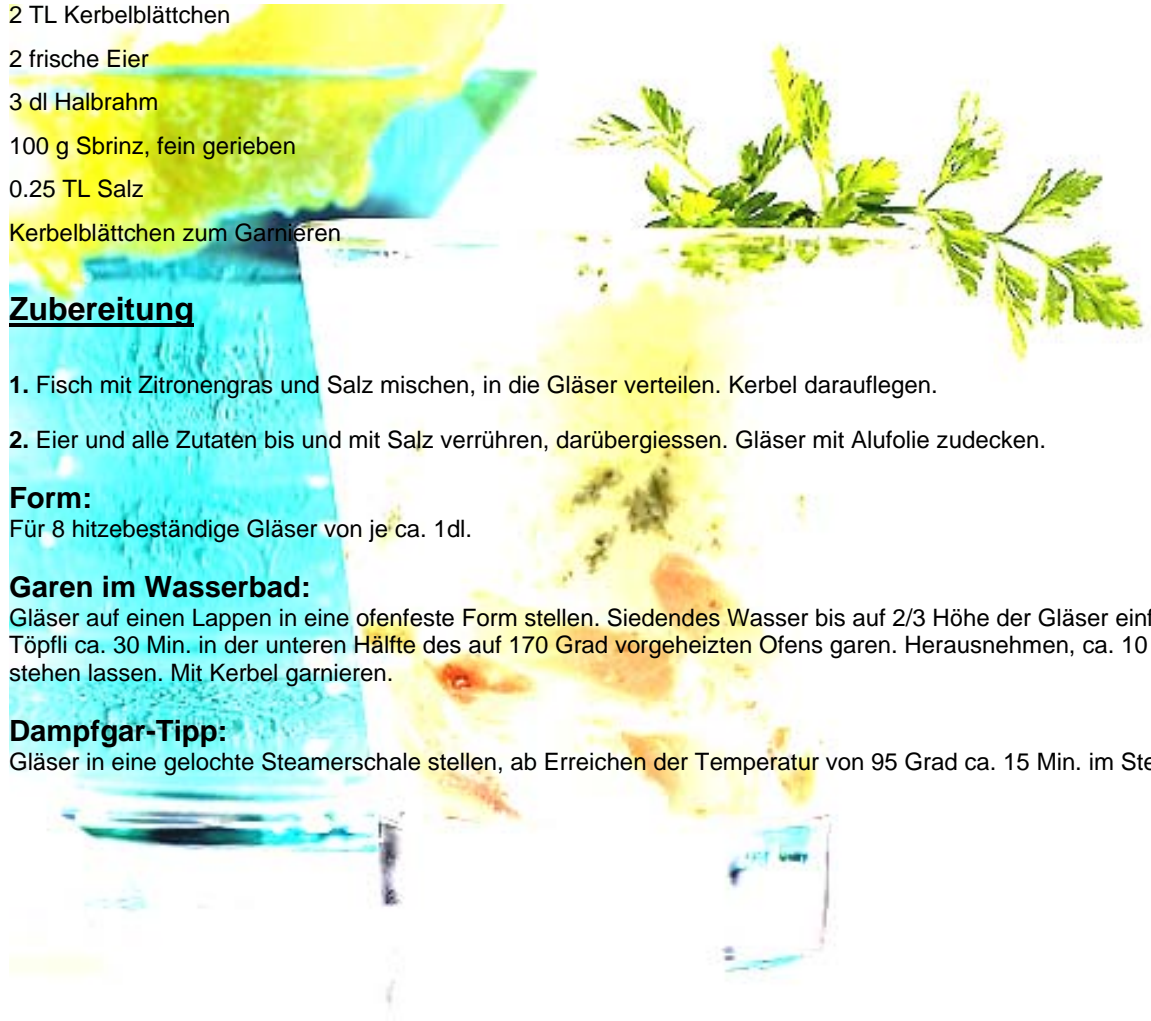 2 TL Kerbelblättchen
2 frische Eier
3 dl Halbrahm
100 g Sbrinz, fein gerieben
0.25 TL Salz
Kerbelblättchen zum Garnieren
Zubereitung
1. Fisch mit Zitronengras und Salz mischen, in die Gläser verteilen. Kerbel darauflegen.
2. Eier und alle Zutaten bis und mit Salz verrühren, darübergiessen. Gläser mit Alufolie zudecken.
Form:
Für 8 hitzebeständige Gläser von je ca. 1dl.
Garen im Wasserbad:
Gläser auf einen Lappen in eine ofenfeste Form stellen. Siedendes Wasser bis auf 2/3 Höhe der Gläser
Töpfli ca. 30 Min. in der unteren Hälfte des auf 170 Grad vorgeheizten Ofens garen. Herausnehmen, ca. 10
stehen lassen. Mit Kerbel garnieren.
Dampfgar-Tipp:
Gläser in eine gelochte Steamerschale stellen, ab Erreichen der Temperatur von 95 Grad ca. 15 Min. im